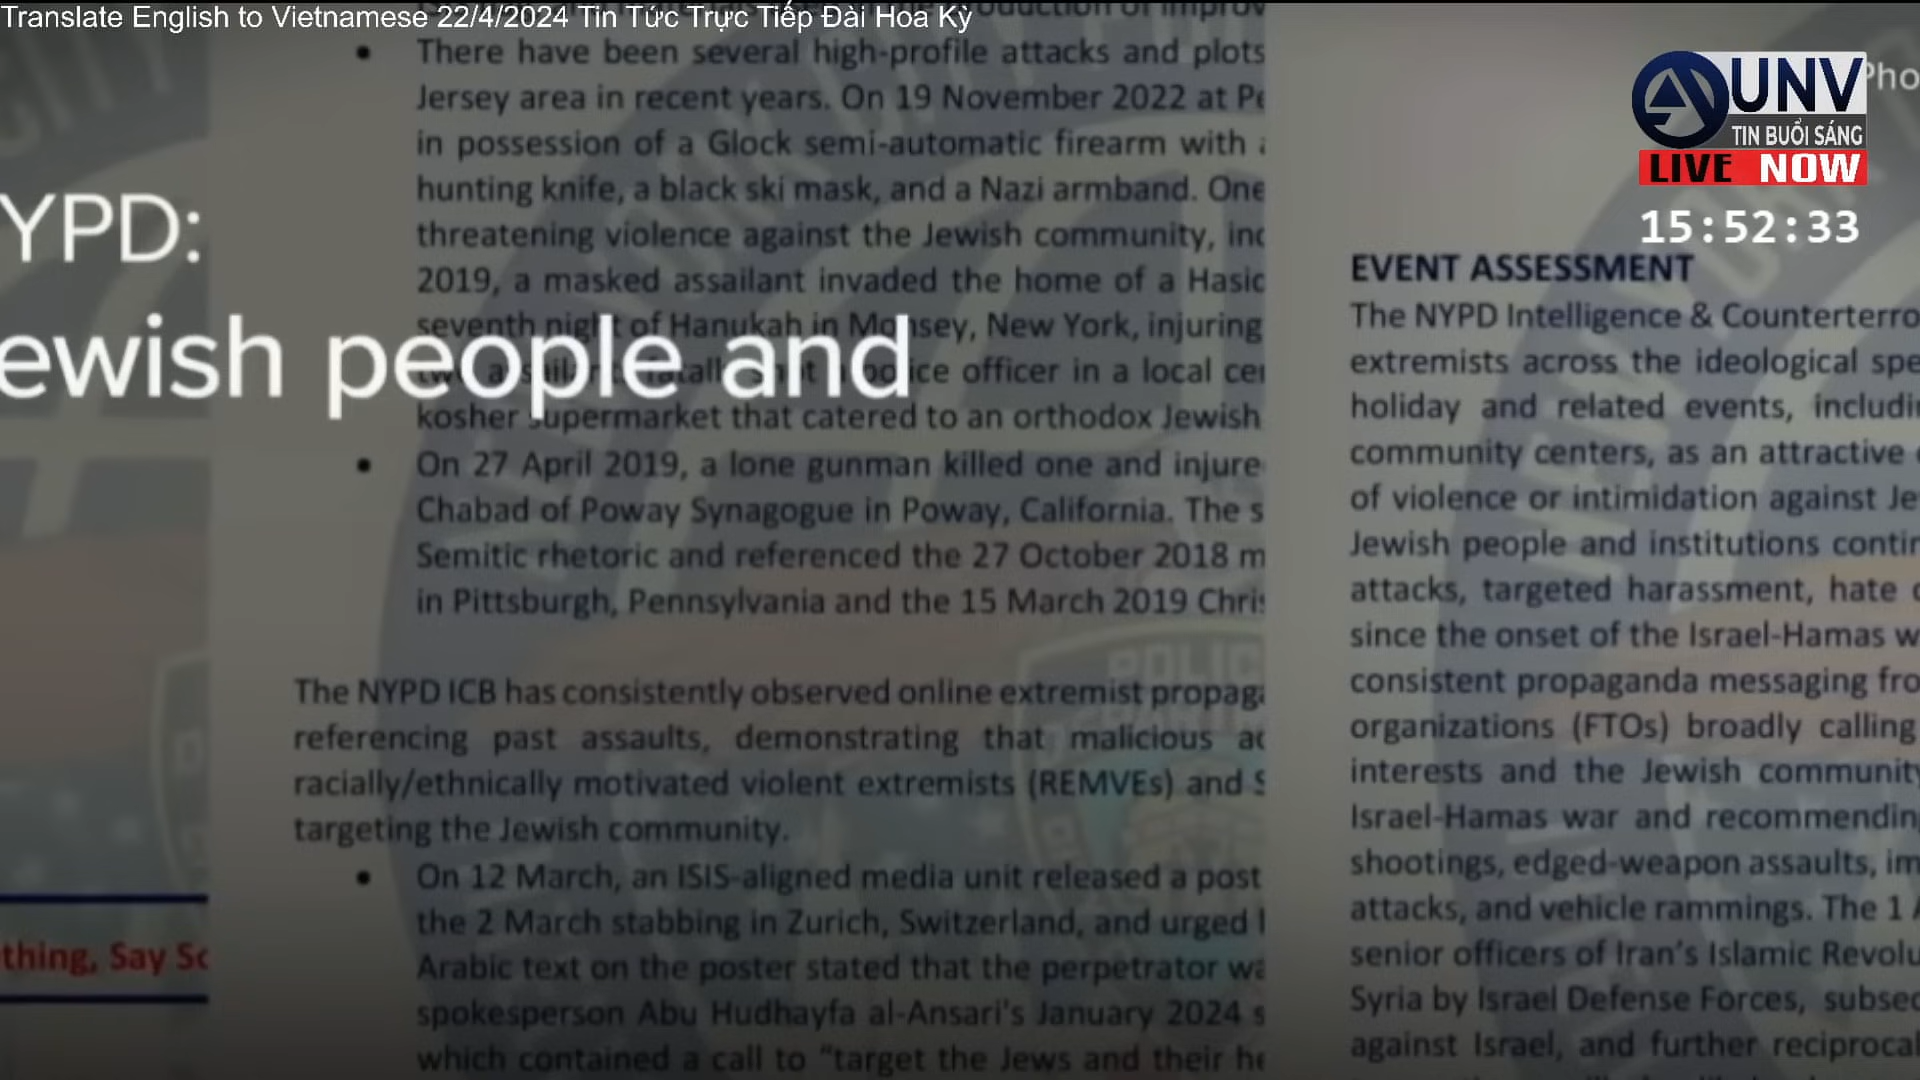 Translate English to Vietnamese 22/4/2024 Tin Tức Trực Tiếp Đài Hoa Kỳ
UNV
TIN BUỔI SÁNG
LIVE NOW
15:52:33
YPD:
ewish people and
thing, Say
There have been several high-profile attacks and plots
Jersey area in recent years. On 19 November 2022 at
in possession of a Glock semi-automatic firearm with
hunting knife, a black ski mask, and a Nazi armband. One
threatening violence against the Jewish community,
2019, a masked assailant invaded the home of a
seventh night of Hanukah in Monsey, New York, injuring
officer in a local
kosher supermarket that catered to an orthodox Jewish
On 27 April 2019, a lone gunman killed one and injure
Chabad of Poway Synagogue in Poway, California. The s
Semitic rhetoric and referenced the 27 October 2018 m
in Pittsburgh, Pennsylvania and the 15 March 2019 Chri
The NYPD ICB has consistently observed online extremist propag
referencing past assaults, demonstrating that malicious
racially/ethnically motivated violent extremists (REMVEs) and S
targeting the Jewish community.
On 12 March, an ISIS-aligned media unit released a post
the 2 March stabbing in Zurich, Switzerland, and urged
Arabic text on the poster stated that the perpetrator
spokesperson Abu Hudhayfa al-Ansari's January 2024 s
which contained a call to "target the Jews and their
Pho
EVENT ASSESSMENT
The NYPD Intelligence & Counterterro
extremists across the ideological spe
holiday and related events, includi
community centers, as an attractive
of violence or intimidation against Je
Jewish people and institutions contin
attacks, targeted harassment, hate
since the onset of the Israel-Hamas w
consistent propaganda messaging fro
organizations (FTOs) broadly calling
interests and the Jewish community
Israel-Hamas war and recommendin
shootings, edged-weapon assaults, im
attacks, and vehicle rammings. The 1
senior officers of Iran's Islamic Revolu
Syria by Israel Defense Forces, subse
against Israel, and further reciprocal